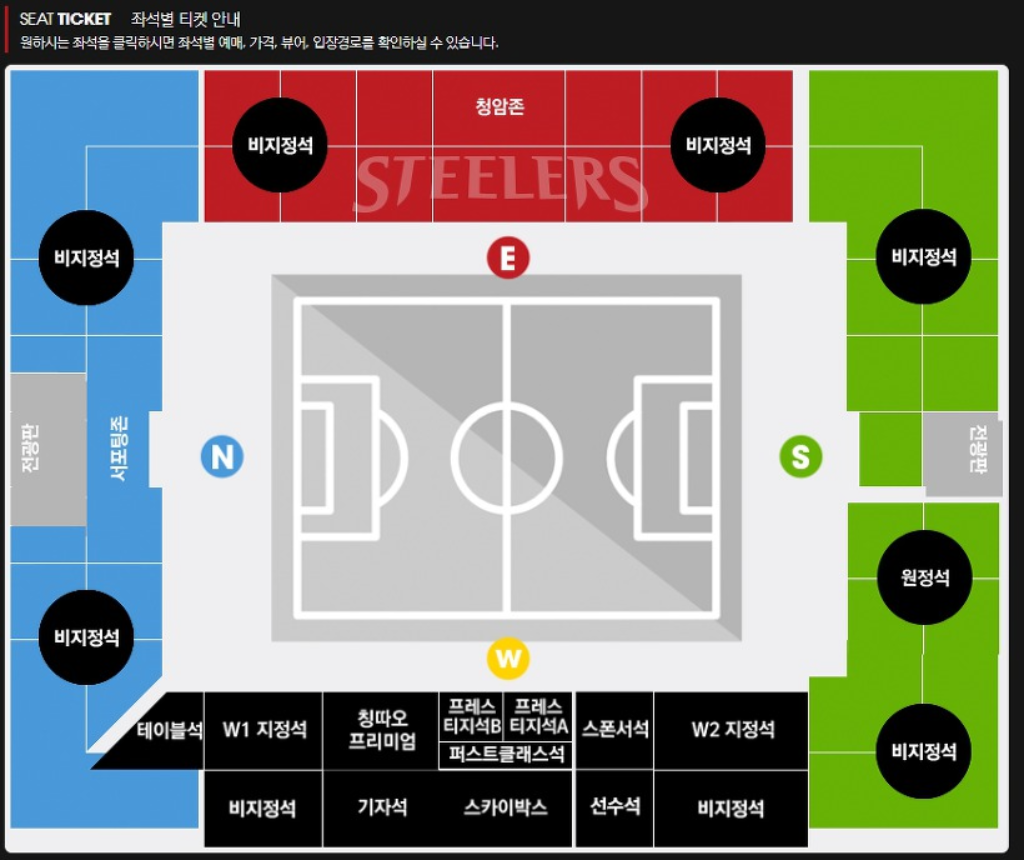 SEAT TICKET 좌석별 티켓 안내
원하시는 좌석을 클릭하시면 좌석별 예매, 가격, 뷰어, 입장경로를 확인하실 수 있습니다.
청암존
비지정석
비지정석
STEELERS
비지정석
비지정석
E
전광판
서포팅존
N
S
전광판
원정석
비지정석
W
비지정석
테이블석
W1 지정석
칭따오
프리미엄
프레스
티지석B
프레스
티지석A
퍼스트클래스석
스폰서석
W2 지정석
비지정석
기자석
스카이박스
선수석
비지정석